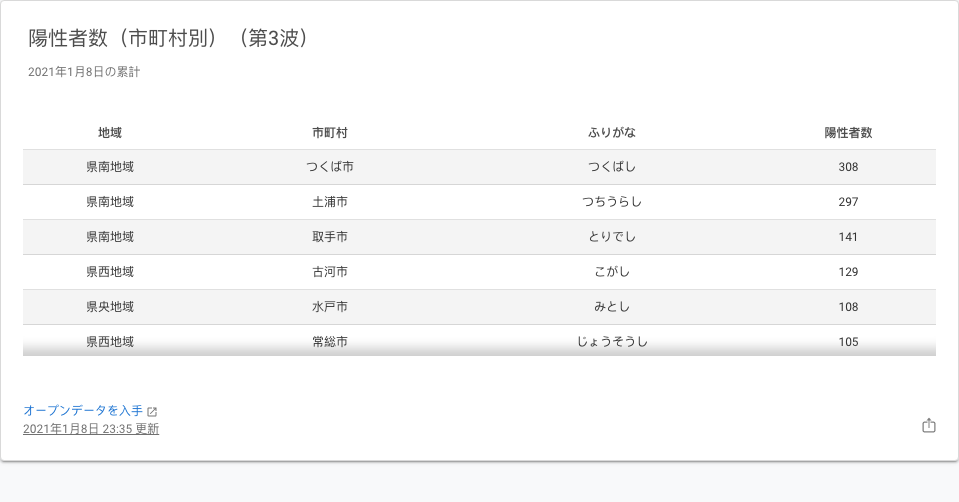 陽性者数（市町村別）（第3波）
2021年1月8日の累計
地域 市町村 ふりがな 陽性者数
県南地域 つくば市 つくばし 308
県南地域 土浦市 つちうらし 297
県南地域 取手市 とりでし 141
県西地域 古河市 こがし 129
県央地域 水戸市 みとし 108
県西地域 常総市 じょうそうし 105
オープンデータを入手
2021年1月8日 23:35 更新